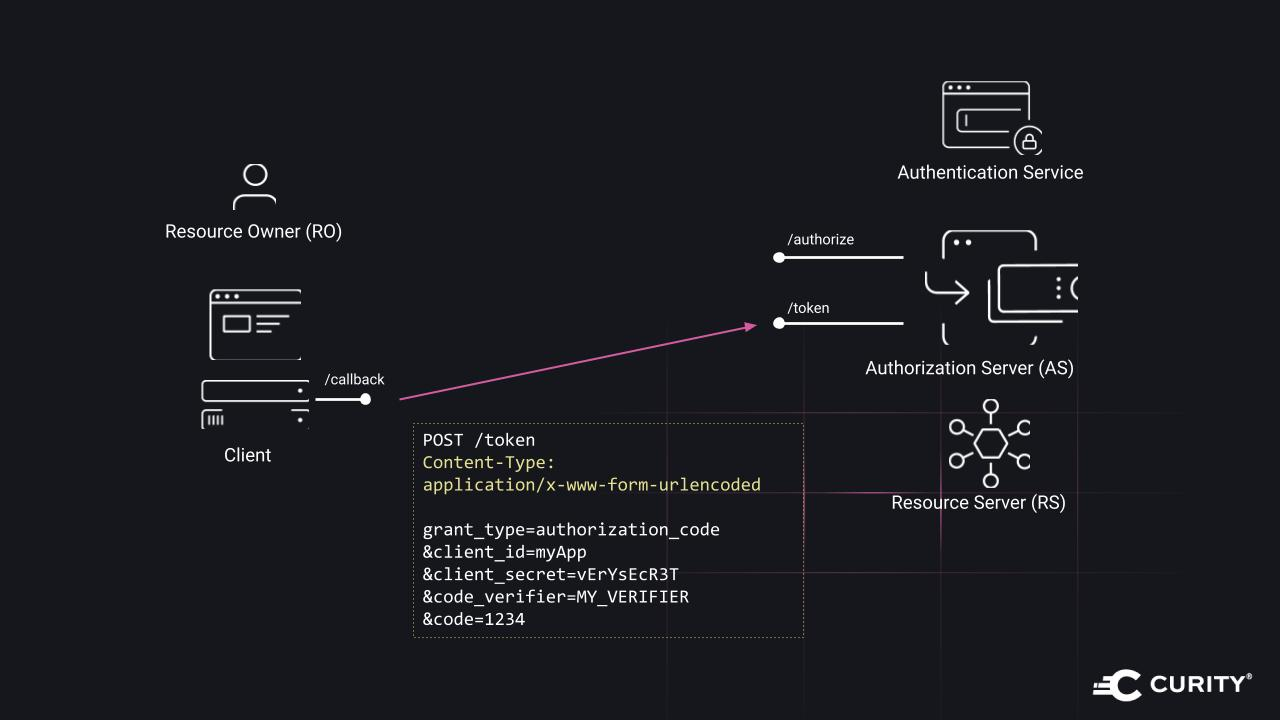 Authentication Service
Resource Owner (RO)
/authorize
/token
Authorization Server (AS)
/callback
Client
POST /token
Content-Type:
application/x-www-form-urlencoded
grant_type=authorization_code
&client_id=myApp
&client_secret=vErYsEcR3T
&code_verifier=MY_VERIFIER
&code=1234
Resource Server (RS)
CURITY®